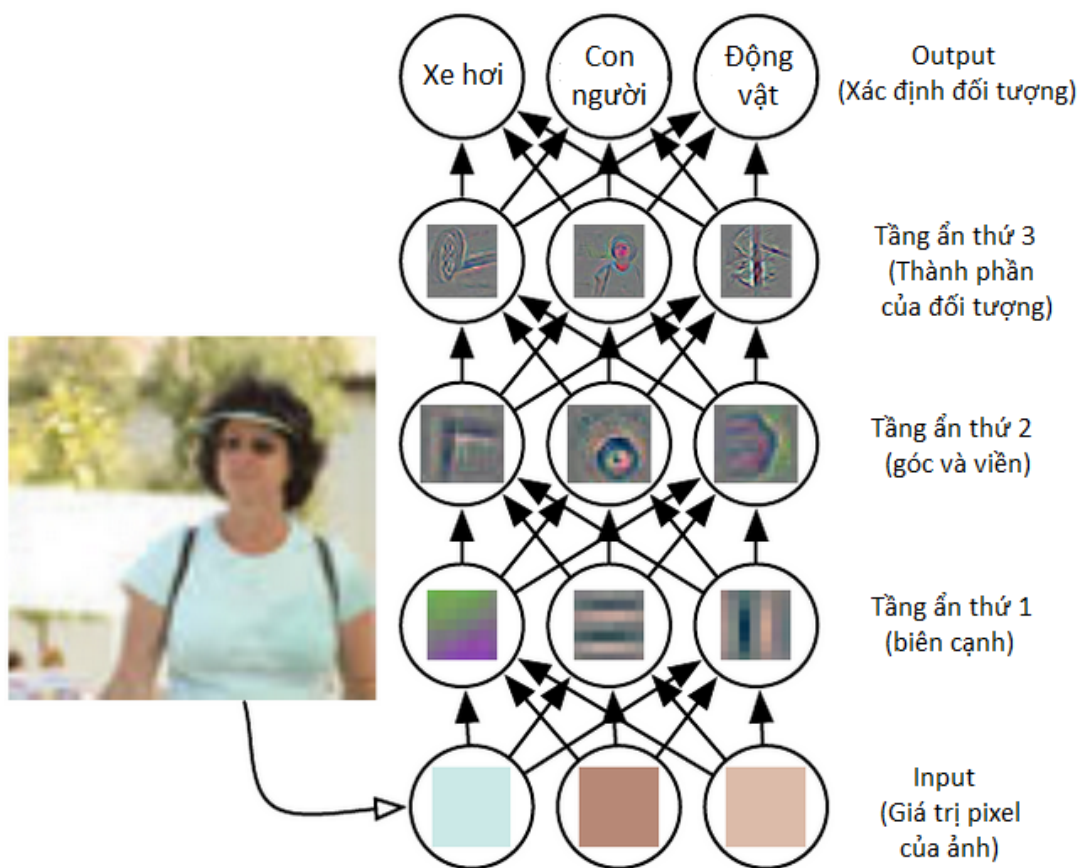 Xe hơi
Con
người
Động
vật
Output
(Xác định đối tượng)
Tầng ẩn thứ 3
(Thành phần
của đối tượng)
Tầng ẩn thứ 2
(góc và viền)
Tầng ẩn thứ 1
(biên cạnh)
Input
(Giá trị pixel
của ảnh)